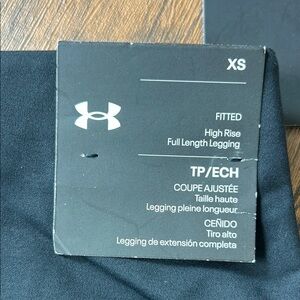 XS
FITTED
High Rise
Full Length Legging
TP/ECH
COUPE AJUSTÉE
Taille haute
Legging pleine longueur
CEÑIDO
Tiro alto
Legging de extensión completa